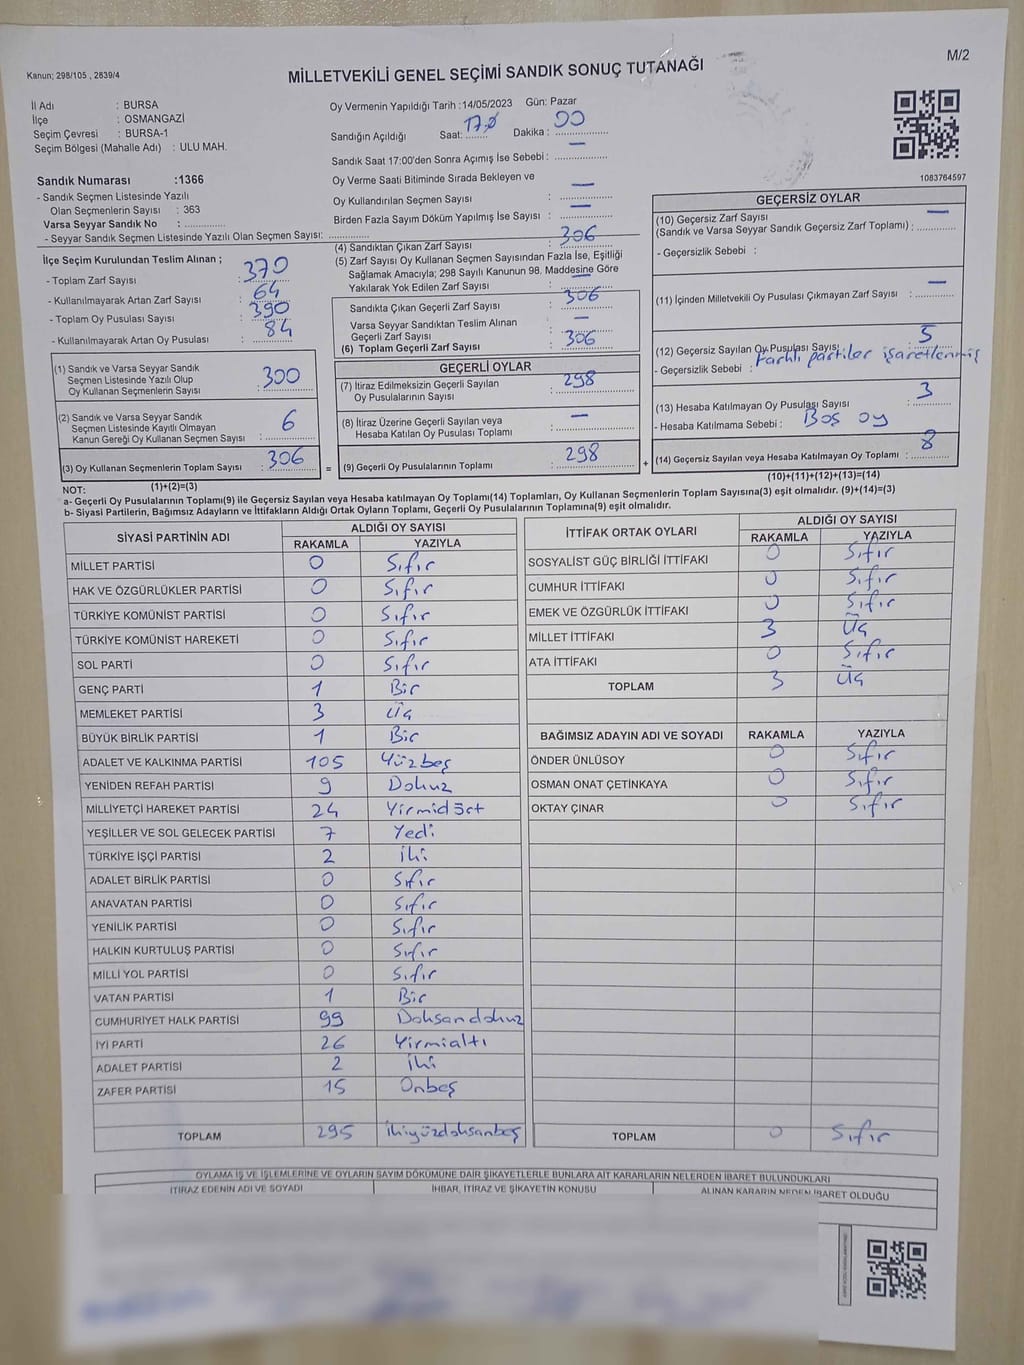 Kanun; 298/105 , 2839/4
MİLLETVEKİLİ GENEL SEÇİMİ SANDIK SONUÇ TUTANAĞI
M/2
İl Adı : BURSA
İlçe : OSMANGAZİ
Seçim Çevresi : BURSA-1
Seçim Bölgesi (Mahalle Adı) : ULU MAH.
Oy Vermenin Yapıldığı Tarih :14/05/2023 Gün: Pazar
Sandığın Açıldığı Saat: 17,0 Dakika : 00
Sandık Saat 17:00'den Sonra Açımış İse Sebebi : —
Oy Verme Saati Bitiminde Sırada Bekleyen ve
Oy Kullandırılan Seçmen Sayısı : —
Birden Fazla Sayım Döküm Yapılmış İse Sayısı : —
1083764597
Sandık Numarası :1366
- Sandık Seçmen Listesinde Yazılı
Olan Seçmenlerin Sayısı : 363
Varsa Seyyar Sandık No :
- Seyyar Sandık Seçmen Listesinde Yazılı Olan Seçmen Sayısı:
İlçe Seçim Kurulundan Teslim Alınan ;
- Toplam Zarf Sayısı : 370
- Kullanılmayarak Artan Zarf Sayısı : 64
- Toplam Oy Pusulası Sayısı : 390
- Kullanılmayarak Artan Oy Pusulası : 84
(1) Sandık ve Varsa Seyyar Sandık
Seçmen Listesinde Yazılı Olup
Oy Kullanan Seçmenlerin Sayısı : 300
(2) Sandık ve Varsa Seyyar Sandık
Seçmen Listesinde Kayıtlı Olmayan
Kanun Gereği Oy Kullanan Seçmen Sayısı : 6
(3) Oy Kullanan Seçmenlerin Toplam Sayısı : 306
(1)+(2)=(3)
(4) Sandıktan Çıkan Zarf Sayısı : 306
(5) Zarf Sayısı Oy Kullanan Seçmen Sayısından Fazla İse, Eşitliği
Sağlamak Amacıyla; 298 Sayılı Kanunun 98. Maddesine Göre
Yakılarak Yok Edilen Zarf Sayısı : —
Sandıkta Çıkan Geçerli Zarf Sayısı : 306
Varsa Seyyar Sandıktan Teslim Alınan
Geçerli Zarf Sayısı : —
(6) Toplam Geçerli Zarf Sayısı : 306
GEÇERLİ OYLAR
(7) İtiraz Edilmeksizin Geçerli Sayılan
Oy Pusulalarının Sayısı : 298
(8) İtiraz Üzerine Geçerli Sayılan veya
Hesaba Katılan Oy Pusulası Toplamı : —
= (9) Geçerli Oy Pusulalarının Toplamı : 298 +
GEÇERSİZ OYLAR
(10) Geçersiz Zarf Sayısı
(Sandık ve Varsa Seyyar Sandık Geçersiz Zarf Toplamı) : —
- Geçersizlik Sebebi :
(11) İçinden Milletvekili Oy Pusulası Çıkmayan Zarf Sayısı : —
(12) Geçersiz Sayılan Oy Pusulası Sayısı : 5
- Geçersizlik Sebebi : Farklı partiler işaretlenmiş
(13) Hesaba Katılmayan Oy Pusulası Sayısı : 3
- Hesaba Katılmama Sebebi : Boş oy
(14) Geçersiz Sayılan veya Hesaba Katılmayan Oy Toplamı : 8
(10)+(11)+(12)+(13)=(14)
NOT:
a- Geçerli Oy Pusulalarının Toplamı(9) ile Geçersiz Sayılan veya Hesaba katılmayan Oy Toplamı(14) Toplamları, Oy Kullanan Seçmenlerin Toplam Sayısına(3) eşit olmalıdır. (9)+(14)=(3)
b- Siyasi Partilerin, Bağımsız Adayların ve İttifakların Aldığı Oyların Toplamı, Geçerli Oy Pusulalarının Toplamına(9) eşit olmalıdır.
SİYASİ PARTİNİN ADI ALDIĞI OY SAYISI
RAKAMLA YAZIYLA
MİLLET PARTİSİ 0 Sıfır
HAK VE ÖZGÜRLÜKLER PARTİSİ 0 Sıfır
TÜRKİYE KOMÜNİST PARTİSİ 0 Sıfır
TÜRKİYE KOMÜNİST HAREKETİ 0 Sıfır
SOL PARTİ 0 Sıfır
GENÇ PARTİ 1 Bir
MEMLEKET PARTİSİ 3 Üç
BÜYÜK BİRLİK PARTİSİ 1 Bir
ADALET VE KALKINMA PARTİSİ 105 Yüzbeş
YENİDEN REFAH PARTİSİ 9 Dokuz
MİLLİYETÇİ HAREKET PARTİSİ 24 Yirmidört
YEŞİLLER VE SOL GELECEK PARTİSİ 7 Yedi
TÜRKİYE İŞÇİ PARTİSİ 2 İki
ADALET BİRLİK PARTİSİ 0 Sıfır
ANAVATAN PARTİSİ 0 Sıfır
YENİLİK PARTİSİ 0 Sıfır
HALKIN KURTULUŞ PARTİSİ 0 Sıfır
MİLLİ YOL PARTİSİ 0 Sıfır
VATAN PARTİSİ 1 Bir
CUMHURİYET HALK PARTİSİ 99 Doksandokuz
İYİ PARTİ 26 Yirmialtı
ADALET PARTİSİ 2 İki
ZAFER PARTİSİ 15 Onbeş
TOPLAM 295 İkiyüzdoksanbeş
İTTİFAK ORTAK OYLARI ALDIĞI OY SAYISI
RAKAMLA YAZIYLA
SOSYALİST GÜÇ BİRLİĞİ İTTİFAKI 0 Sıfır
CUMHUR İTTİFAKI 0 Sıfır
EMEK VE ÖZGÜRLÜK İTTİFAKI 0 Sıfır
MİLLET İTTİFAKI 3 Üç
ATA İTTİFAKI 0 Sıfır
TOPLAM 3 Üç
BAĞIMSIZ ADAYIN ADI VE SOYADI RAKAMLA YAZIYLA
ÖNDER ÜNLÜSOY 0 Sıfır
OSMAN ONAT ÇETİNKAYA 0 Sıfır
OKTAY ÇINAR 0 Sıfır
TOPLAM 0 Sıfır
OYLAMA İŞ VE İŞLEMLERİNE VE OYLARIN SAYIM DÖKÜMÜNE DAİR ŞİKAYETLERLE BUNLARA AİT KARARLARIN NELERDEN İBARET BULUNDUKLARI
İTİRAZ EDENİN ADI VE SOYADI İHBAR, İTİRAZ VE ŞİKAYETİN KONUSU ALINAN KARARIN NEDEN İBARET OLDUĞU